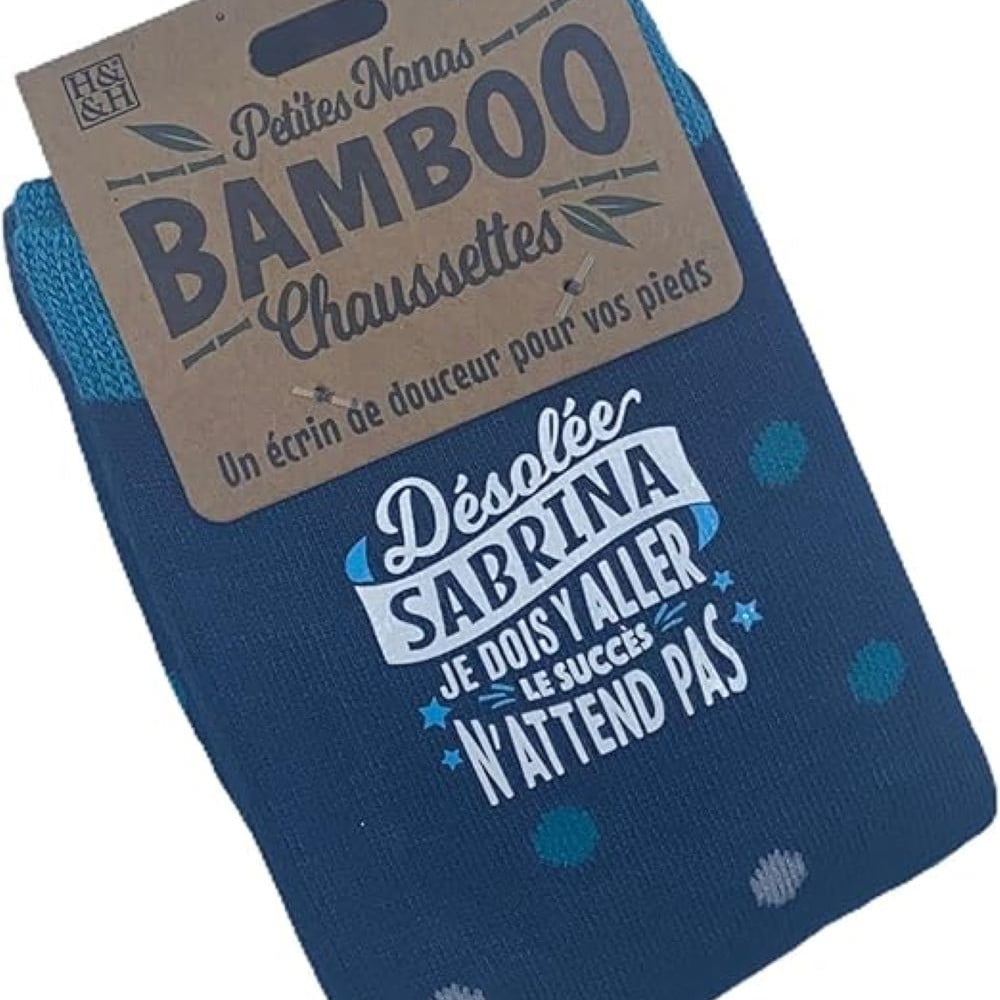 H&
&H
Petites Nanas
BAMBOO
Chaussettes
Un écrin de douceur pour vos pieds
Désolée
SABRINA
JE DOIS Y ALLER
LE SUCCÈS
N'ATTEND PAS